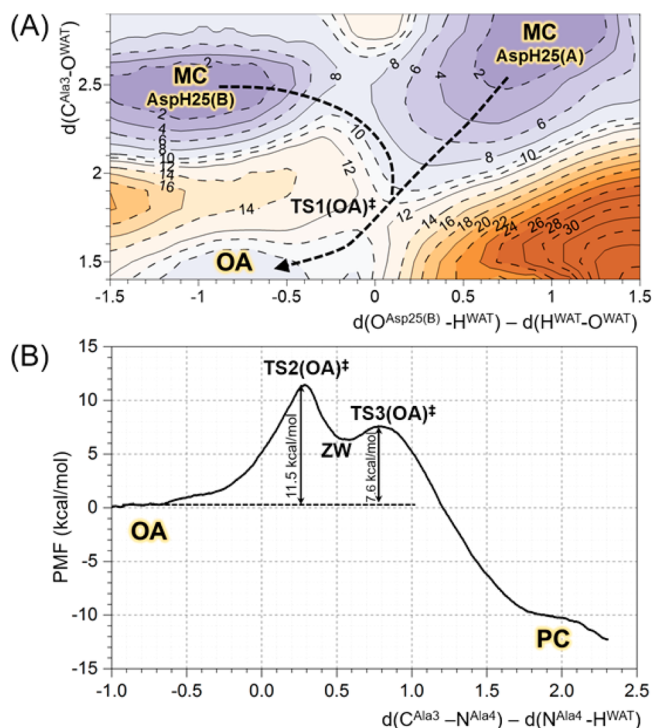 (A)
d(C^Ala3-O^WAT)
MC
AspH25(B)
MC
AspH25(A)
TS1(OA)‡
OA
2.5
2
1.5
2
2
4
6
8
10
12
14
16
8
10
12
14
8
6
4
2
6
8
10
12
14
16
18
20
22
24
26
28
30
-1.5
-1
-0.5
0
0.5
1
1.5
d(O^Asp25(B) -H^WAT) – d(H^WAT-O^WAT)
(B)
PMF (kcal/mol)
15
10
5
0
-5
-10
-15
TS2(OA)‡
TS3(OA)‡
ZW
11.5 kcal/mol
7.6 kcal/mol
OA
PC
-1.0
-0.5
0.0
0.5
1.0
1.5
2.0
2.5
d(C^Ala3 –N^Ala4) – d(N^Ala4 -H^WAT)